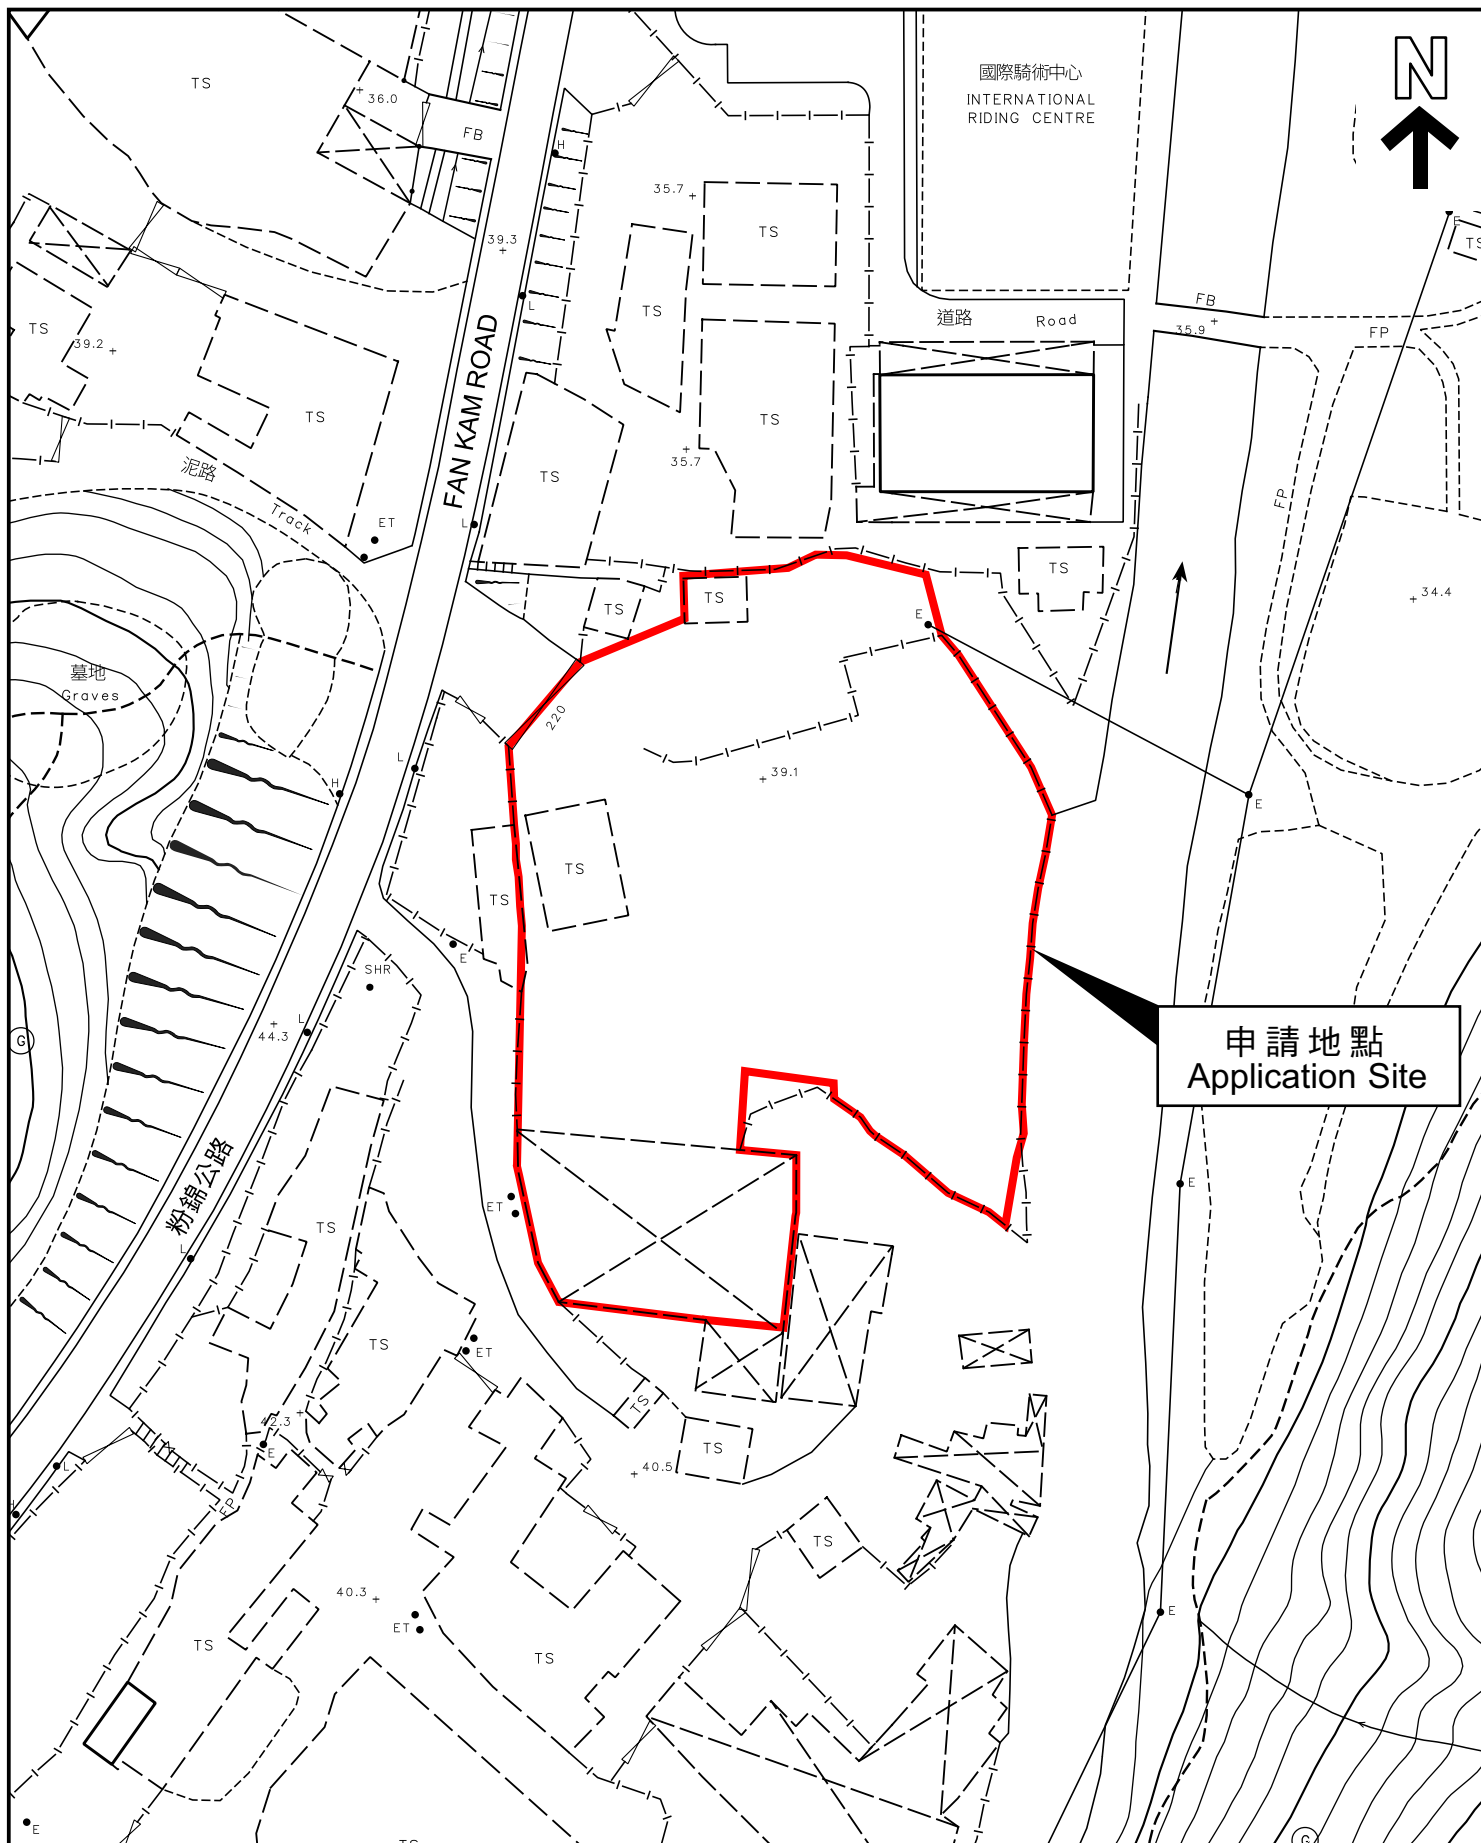 N
國際騎術中心
INTERNATIONAL
RIDING CENTRE
TS
36.0
FB
H
35.7
TS
E
TS
39.3
TS
L
FB
35.9
FP
道路 Road
TS
39.2
FAN KAM ROAD
TS
TS
35.7
TS
泥路
Track
ET
L
FP
TS
TS
TS
34.4
E
墓地
Graves
220
L
39.1
H
E
TS
TS
E
SHR
G
44.3
L
申請地點
Application Site
粉錦公路
E
ET
TS
L
TS
ET
TS
42.3
E
TS
40.5
L
FP
H
TS
40.3
ET
E
TS
TS
E
TS
G